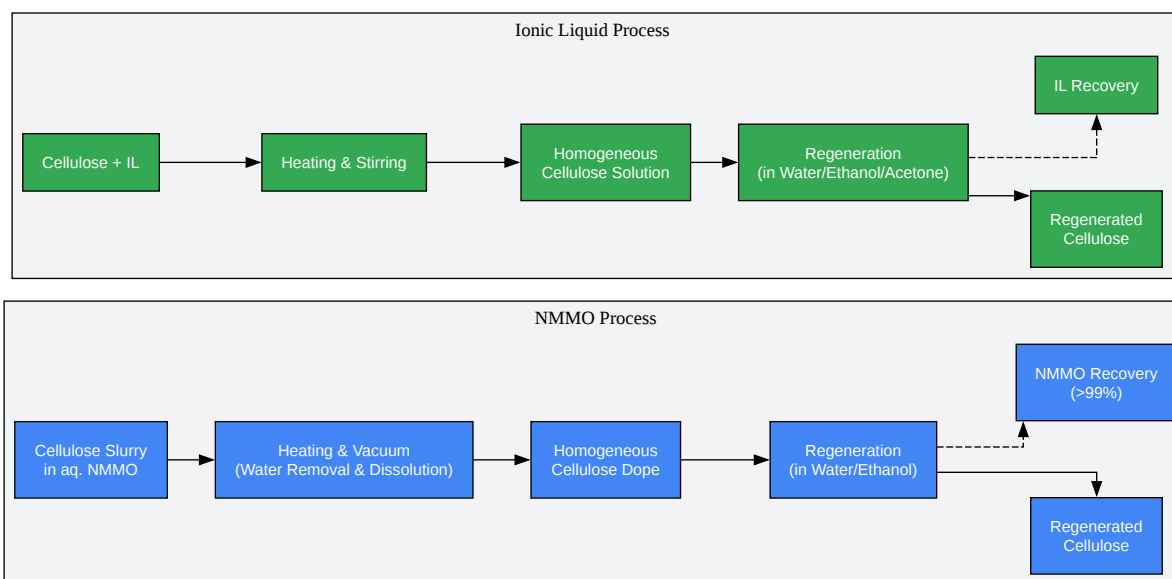 Ionic Liquid Process
IL Recovery
Cellulose + IL
Heating & Stirring
Homogeneous
Cellulose Solution
Regeneration
(in Water/Ethanol/Acetone)
Regenerated
Cellulose
NMMO Process
NMMO Recovery
(>99%)
Cellulose Slurry
in aq. NMMO
Heating & Vacuum
(Water Removal & Dissolution)
Homogeneous
Cellulose Dope
Regeneration
(in Water/Ethanol)
Regenerated
Cellulose